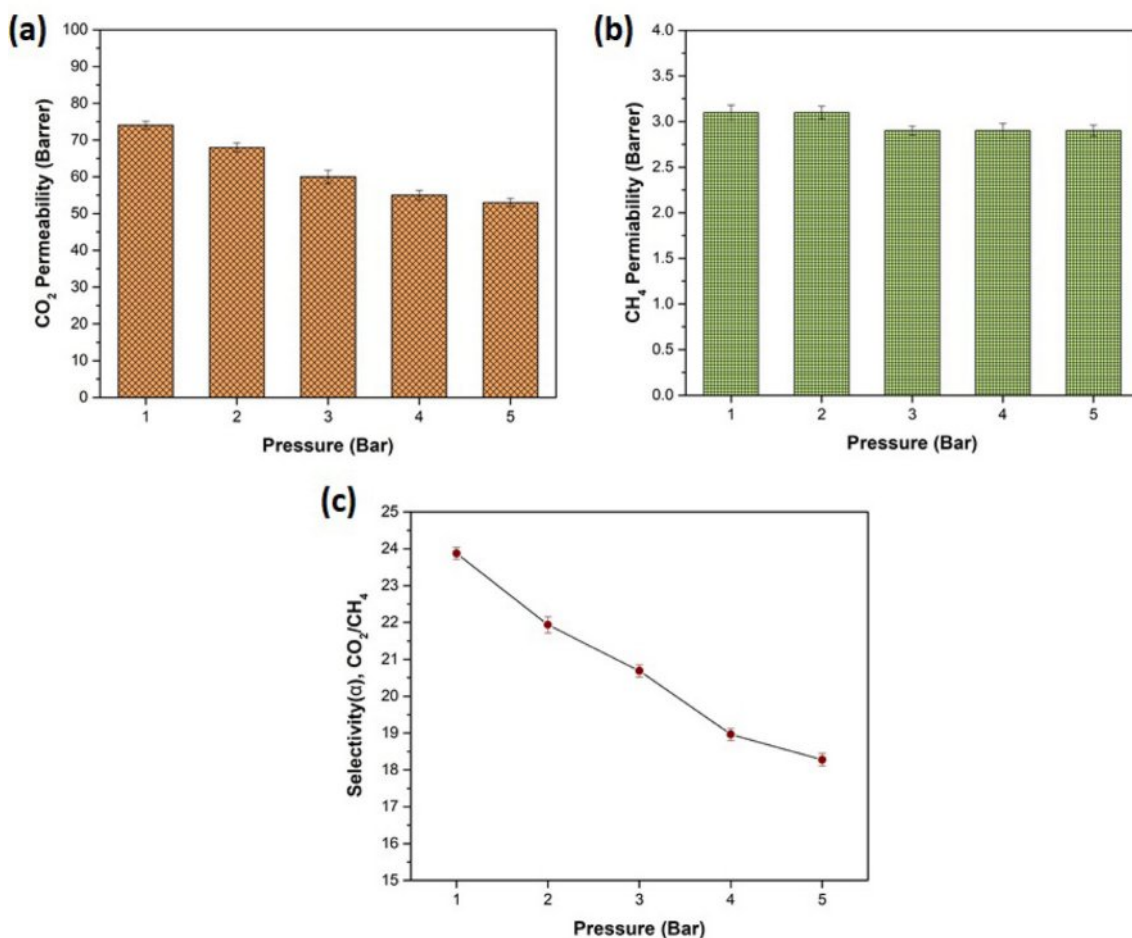 (a)
CO₂ Permeability (Barrer)
100
90
80
70
60
50
40
30
20
10
0
1 2 3 4 5
Pressure (Bar)
(b)
CH₄ Permiability (Barrer)
4.0
3.5
3.0
2.5
2.0
1.5
1.0
0.5
0.0
1 2 3 4 5
Pressure (Bar)
(c)
Selectivity(α), CO₂/CH₄
25
24
23
22
21
20
19
18
17
16
15
1 2 3 4 5
Pressure (Bar)